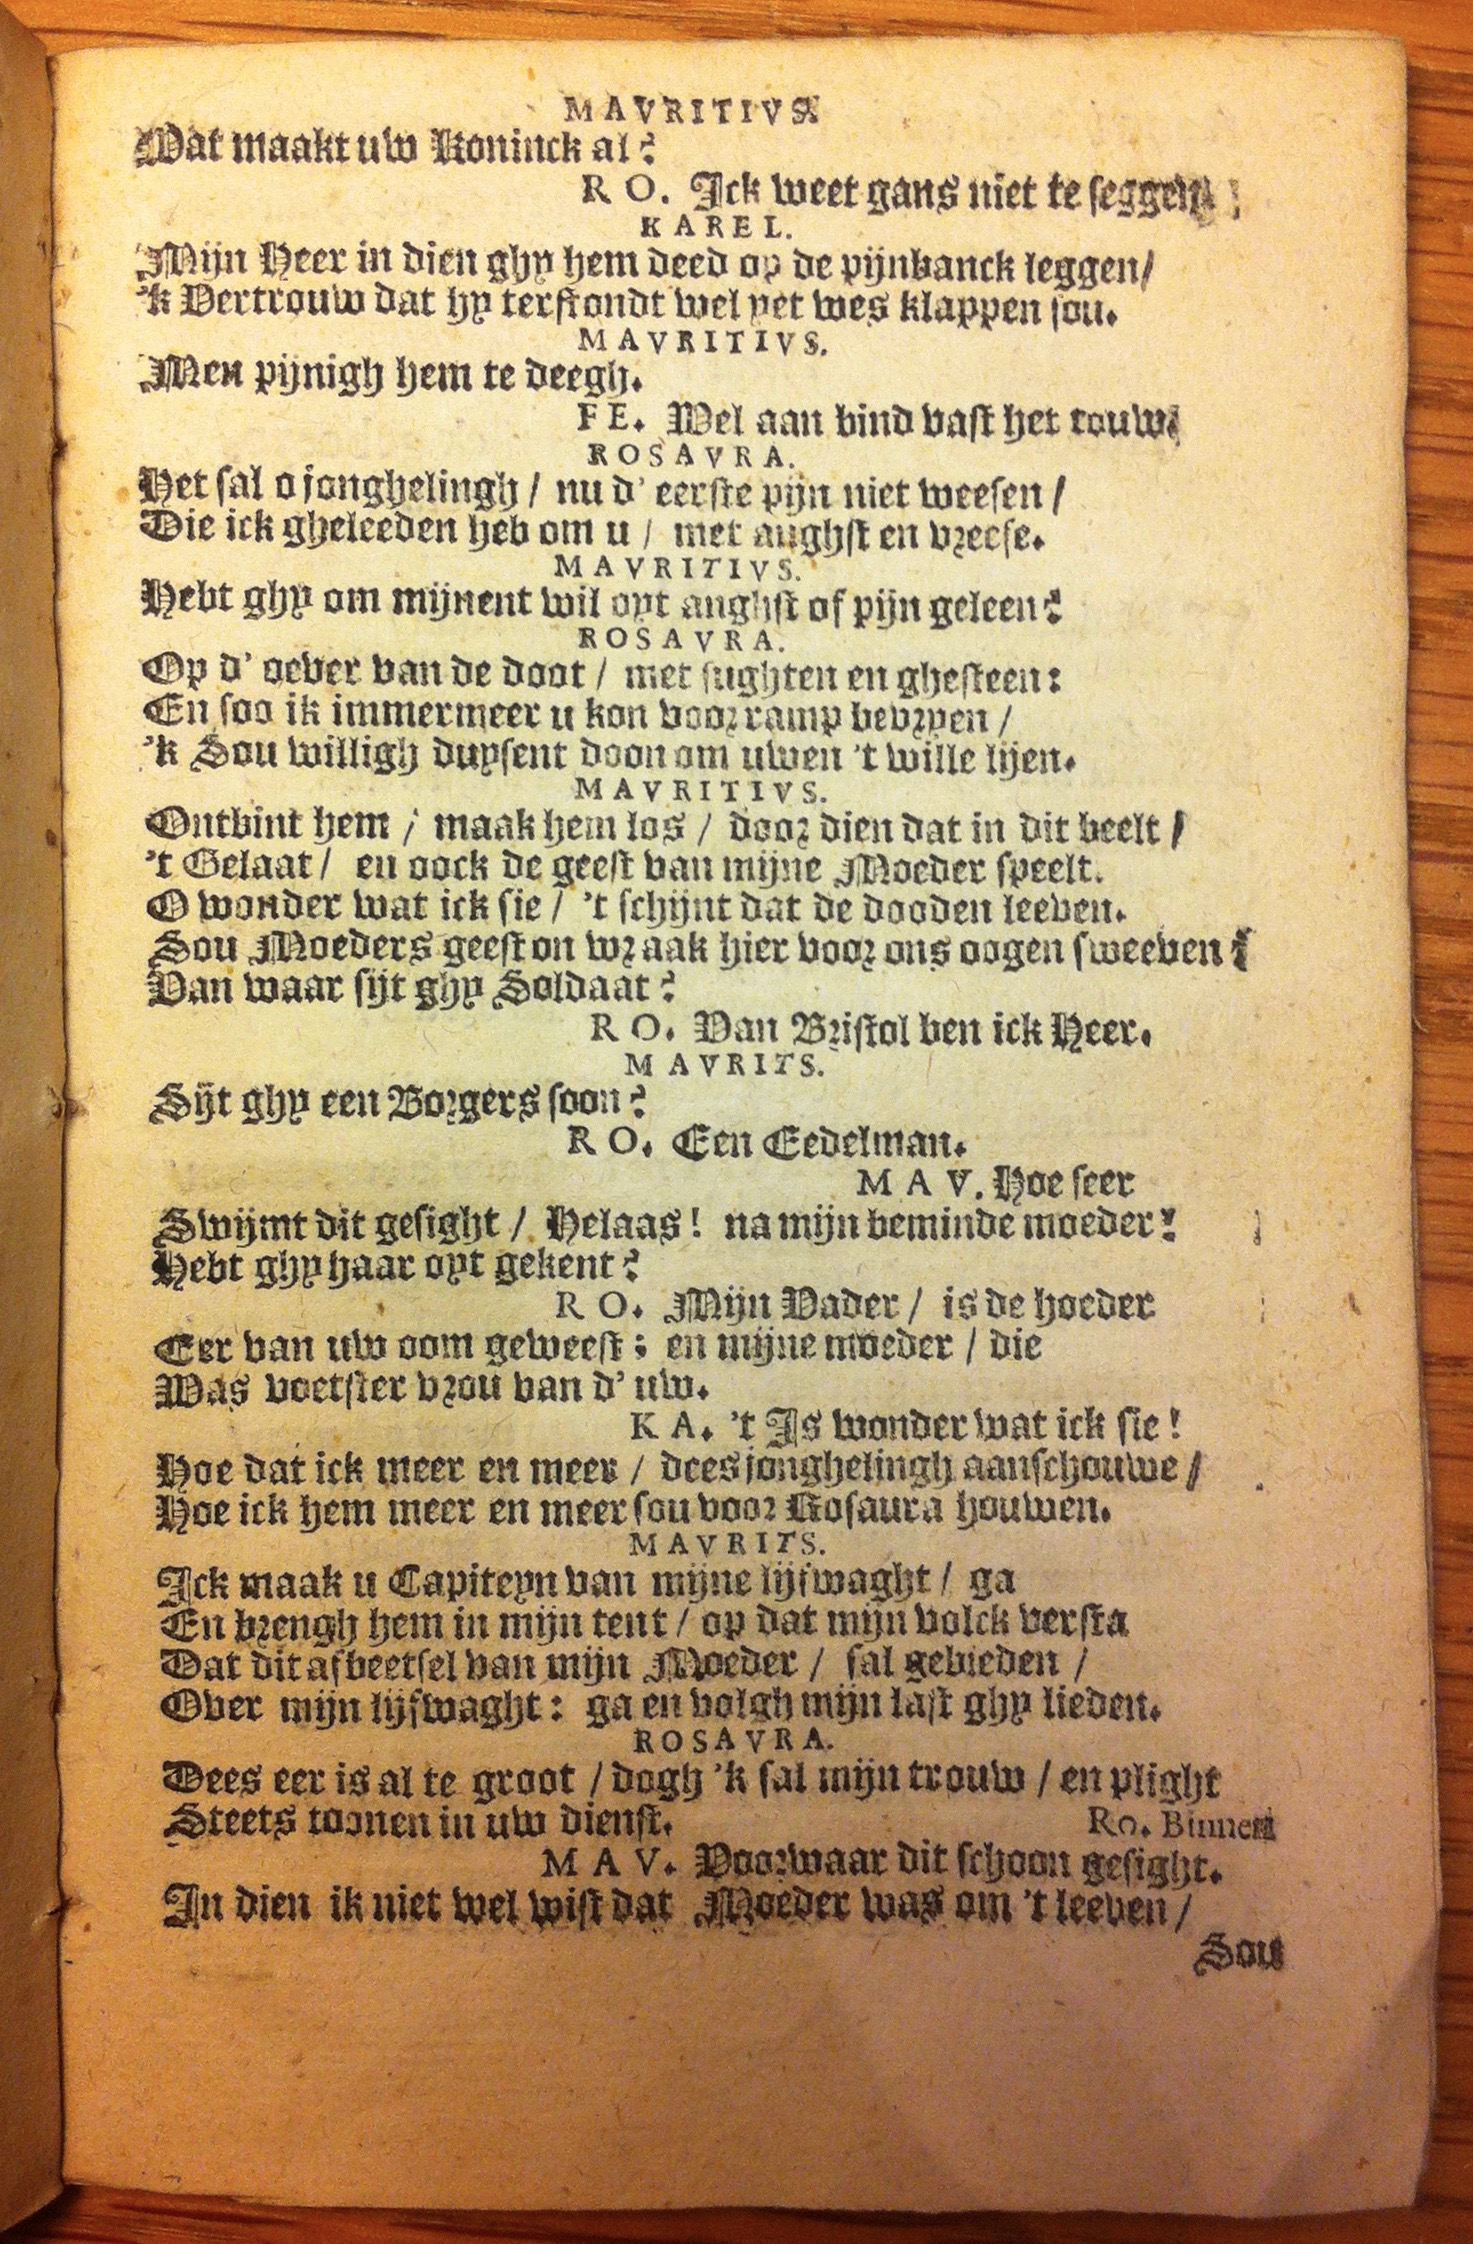 MAVRITIVS.
Wat maakt uw Koninck al?
RO. Ick weet gans niet te seggen.
KAREL.
Mijn Heer in dien ghy hem deed op de pijnbanck leggen/
'k Vertrouw dat hy terstondt wel yet wes klappen sou.
MAVRITIVS.
Men pijnigh hem te deegh.
FE. Wel aan bind vast het touw.
ROSAVRA.
Het sal o jonghelingh / nu d' eerste pijn niet weesen /
Die ick gheleeden heb om u / met anghst en vreese.
MAVRITIVS.
Hebt ghy om mijnent wil oyt anghst of pijn geleen?
ROSAVRA.
Op d' oever van de doot / met sughten en ghesteen:
En soo ik immermeer u kon voor ramp bevryen /
'k Sou willigh duysent doon om uwen 't wille lijen.
MAVRITIVS.
Ontbint hem / maak hem los / door dien dat in dit beelt /
't Gelaat / en oock de geest van mijne Moeder speelt.
O wonder wat ick sie / 't schijnt dat de dooden leeven.
Sou Moeders geest on wraak hier voor ons oogen sweeven?
Van waar sijt ghy Soldaat?
RO. Van Bristol ben ick Heer.
MAVRITS.
Sijt ghy een Borgers soon?
RO. Een Eedelman.
MAV. Hoe seer
Swijmt dit gesight / Helaas! na mijn beminde moeder!
Hebt ghy haar oyt gekent?
RO. Mijn Vader / is de hoeder
Eer van uw oom geweest; en mijne moeder / die
Was voetster vrou van d' uw.
KA. 't Is wonder wat ick sie!
Hoe dat ick meer en meer / dees jonghelingh aanschouwe /
Hoe ick hem meer en meer sou voor Rosaura houwen.
MAVRITS.
Ick maak u Capiteyn van mijne lijfwaght / ga
En brengh hem in mijn tent / op dat mijn volck versta
Dat dit afbeetsel van mijn Moeder / sal gebieden /
Over mijn lijfwaght: ga en volgh mijn last ghy lieden.
ROSAVRA.
Dees eer is al te groot / dogh 'k sal mijn trouw / en plight
Steets toonen in uw dienst. Ro. Binnen
MAV. Voorwaar dit schoon gesight.
In dien ik niet wel wist dat Moeder was om 't leeven /
Sou